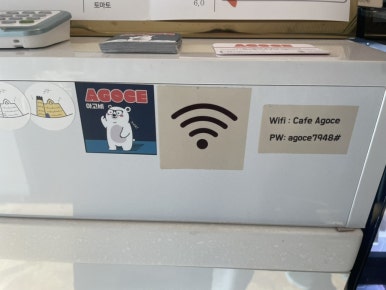 토마토
6,0
AGOCE
Wifi : Cafe Agoce
PW: agoce7948#